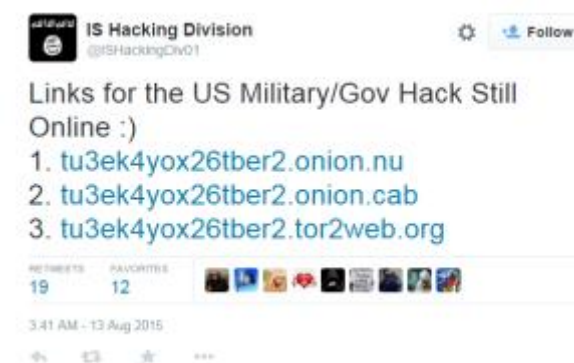 IS Hacking Division
@ISHackingDiv01
Follow
Links for the US Military/Gov Hack Still
Online :)
1. tu3ek4yox26tber2.onion.nu
2. tu3ek4yox26tber2.onion.cab
3. tu3ek4yox26tber2.tor2web.org
RETWEETS FAVORITES
19 12
3:41 AM - 13 Aug 2015